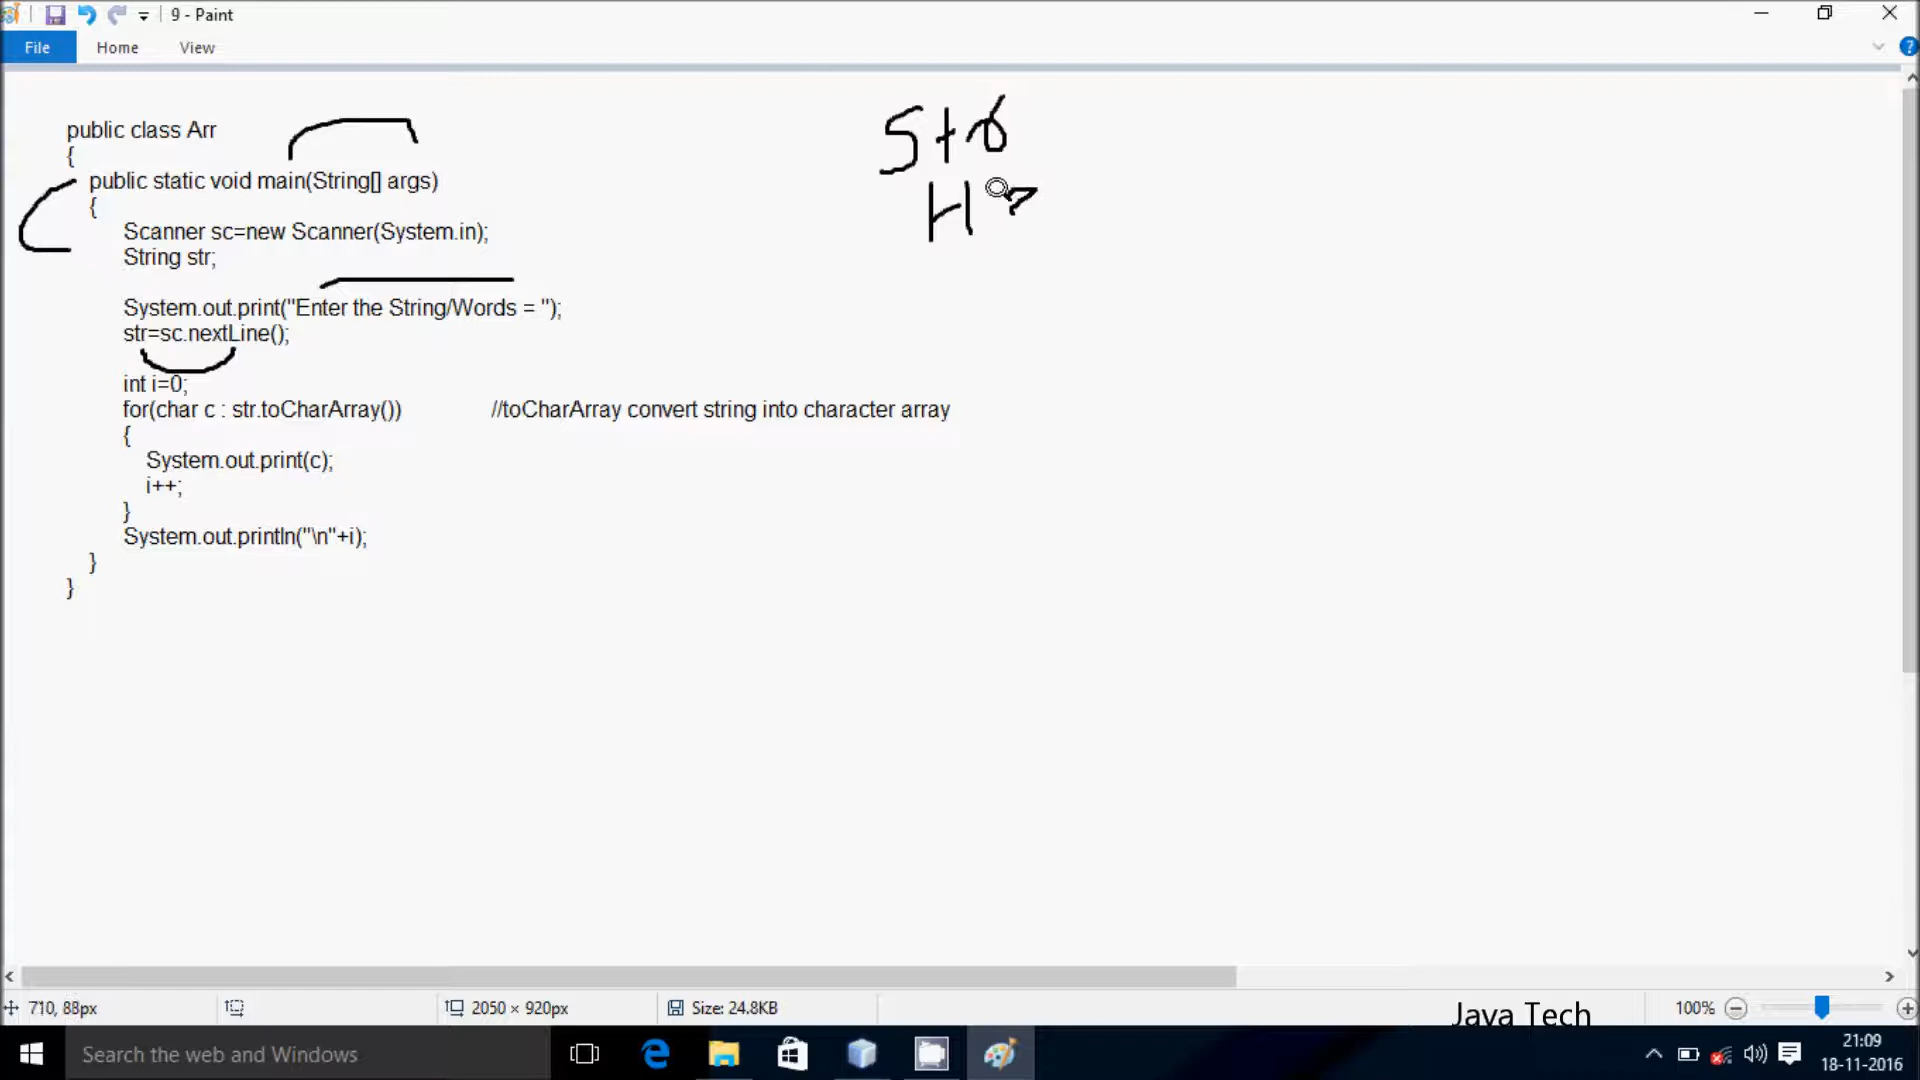 9 - Paint
File Home View
public class Arr
{
public static void main(String[] args)
{
Scanner sc=new Scanner(System.in);
String str;
System.out.print("Enter the String/Words = ");
str=sc.nextLine();
int i=0;
for(char c : str.toCharArray()) //toCharArray convert string into character array
{
System.out.print(c);
i++;
}
System.out.println("\n"+i);
}
}
Str
H
710, 88px
2050 × 920px
Size: 24.8KB
Java Tech
100%
Search the web and Windows
21:09
18-11-2016